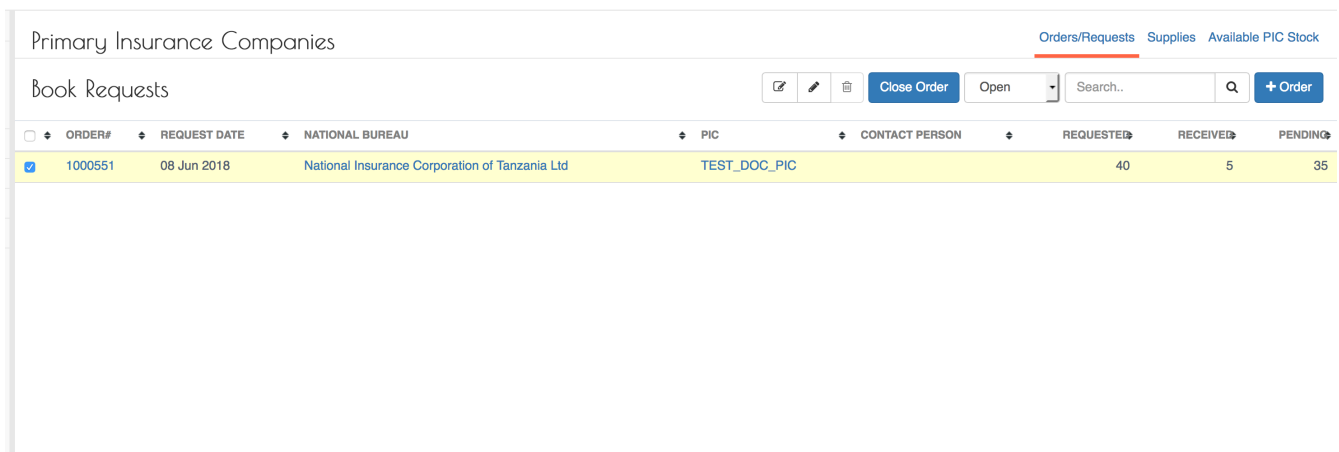 Primary Insurance Companies
Orders/Requests Supplies Available PIC Stock
Book Requests
Close Order Open Search.. + Order
ORDER# REQUEST DATE NATIONAL BUREAU PIC CONTACT PERSON REQUESTED RECEIVED PENDING
1000551 08 Jun 2018 National Insurance Corporation of Tanzania Ltd TEST_DOC_PIC 40 5 35